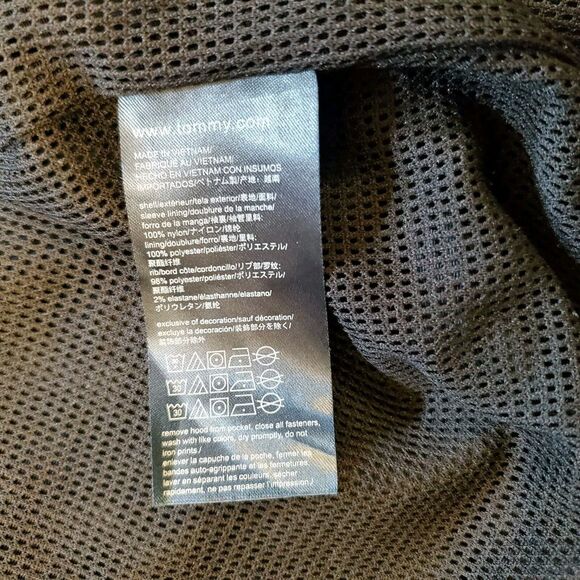 www.tommy.com
MADE IN VIETNAM/
FABRIQUÉ AU VIETNAM/
HECHO EN VIETNAM CON INSUMOS
IMPORTADOS/ベトナム製/产地:越南
shell/extérieur/tela exterior/表地/面料/
sleeve lining/doublure de la manche/
forro de la manga/袖裏/袖管里料:
100% nylon/ナイロン/锦纶
lining/doublure/forro/裏地/里料:
100% polyester/poliéster/ポリエステル/
聚酯纤维
rib/bord côte/cordoncillo/リブ部/罗纹:
98% polyester/poliéster/ポリエステル/
聚酯纤维
2% elastane/élasthanne/elastano/
ポリウレタン/氨纶
exclusive of decoration/sauf décoration/
excluye la decoración/装飾部分を除く/
装饰部分除外
30
30
remove hood from pocket, close all fasteners,
wash with like colors, dry promptly, do not
iron prints/
enlever la capuche de la poche, fermer les
bandes auto-agrippante et les fermetures,
laver en séparant les couleurs, sécher
rapidement, ne pas repasser l'impression/